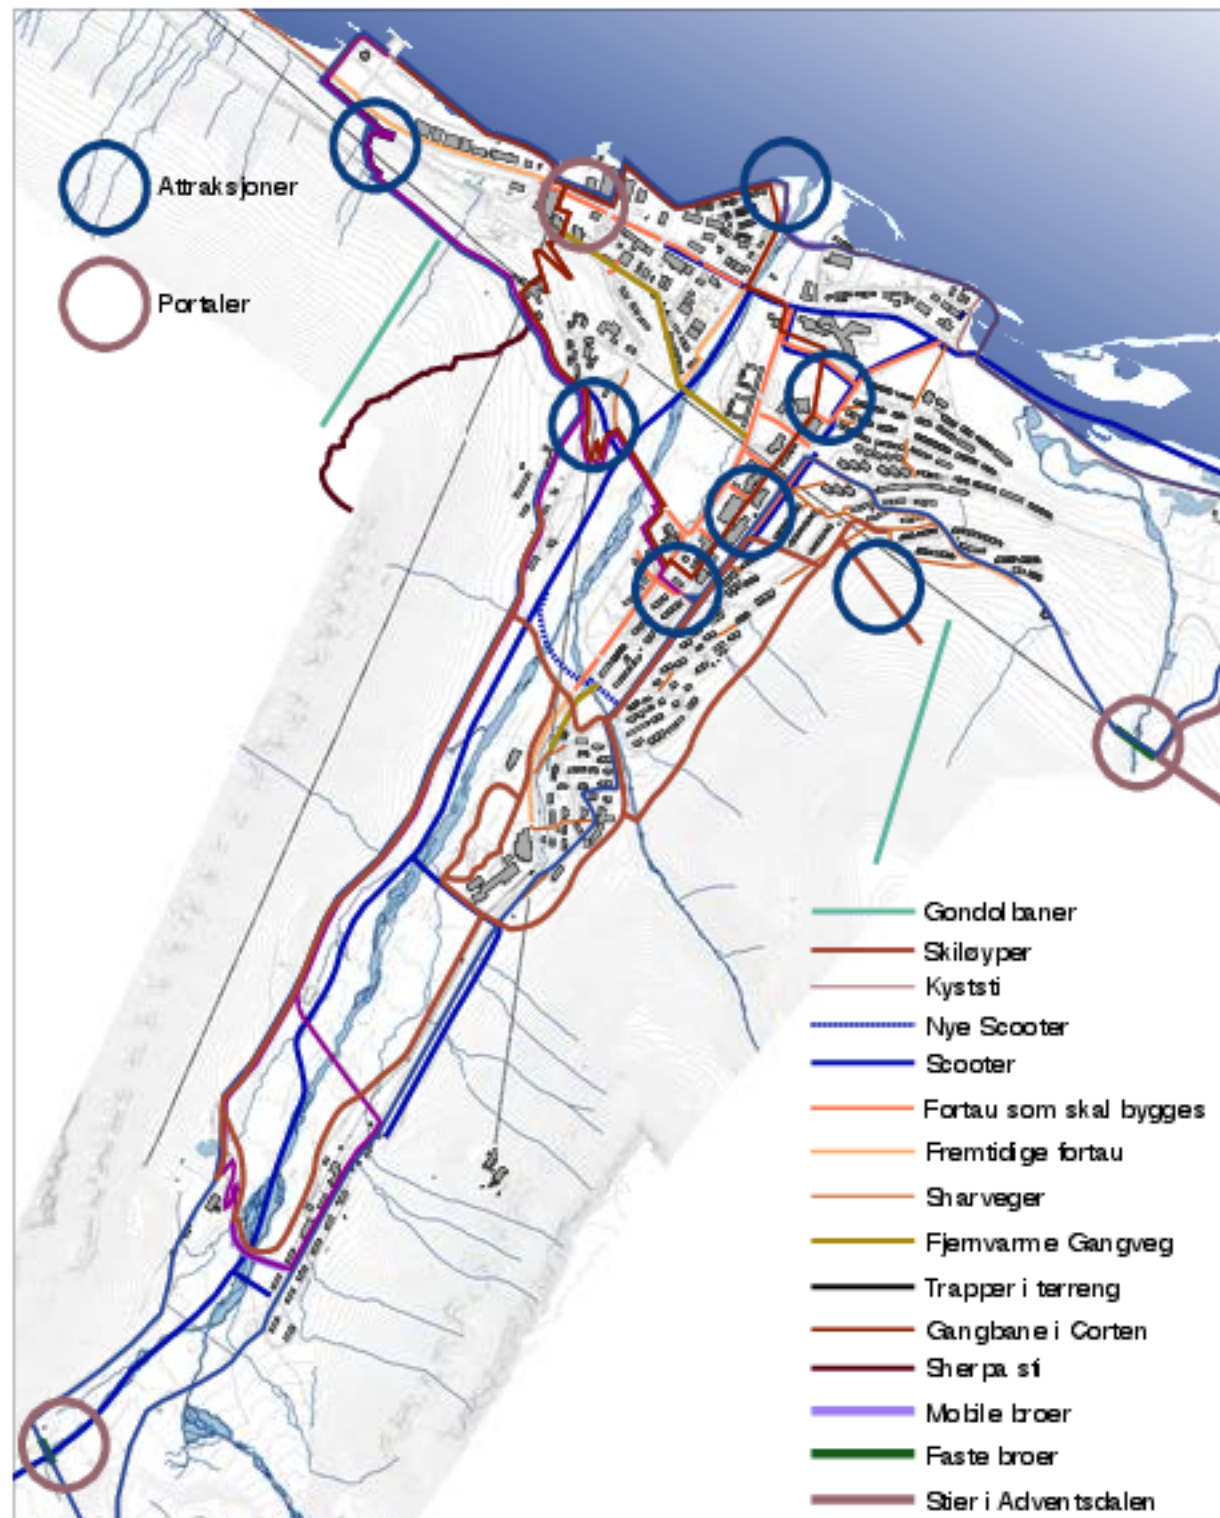 Attraksjoner
Portaler
Gondolbaner
Skiløyper
Kyststi
Nye Scooter
Scooter
Fortau som skal bygges
Fremtidige fortau
Snarveger
Fjernvarme Gangveg
Trapper i terreng
Gangbane i Corten
Sherpa sti
Mobile broer
Faste broer
Stier i Adventsdalen